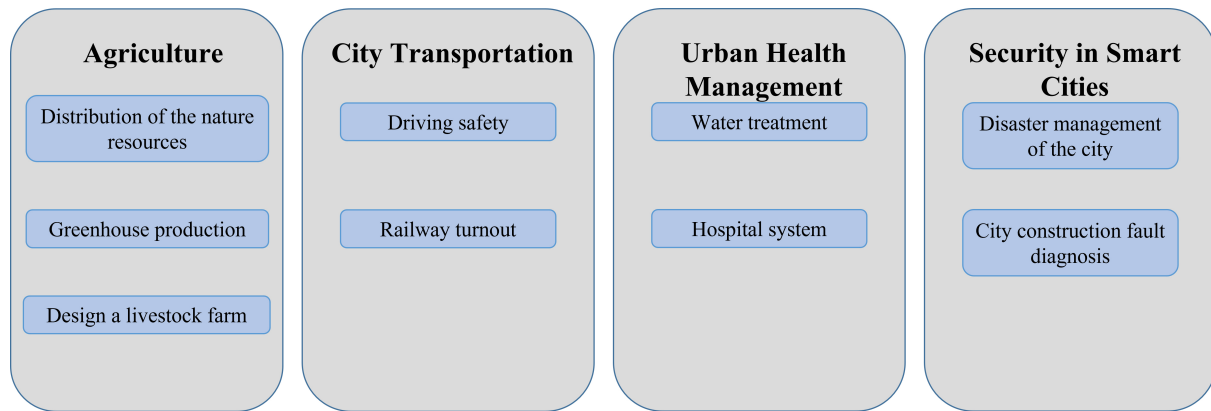 Agriculture
Distribution of the nature
resources
Greenhouse production
Design a livestock farm
City Transportation
Driving safety
Railway turnout
Urban Health
Management
Water treatment
Hospital system
Security in Smart
Cities
Disaster management
of the city
City construction fault
diagnosis